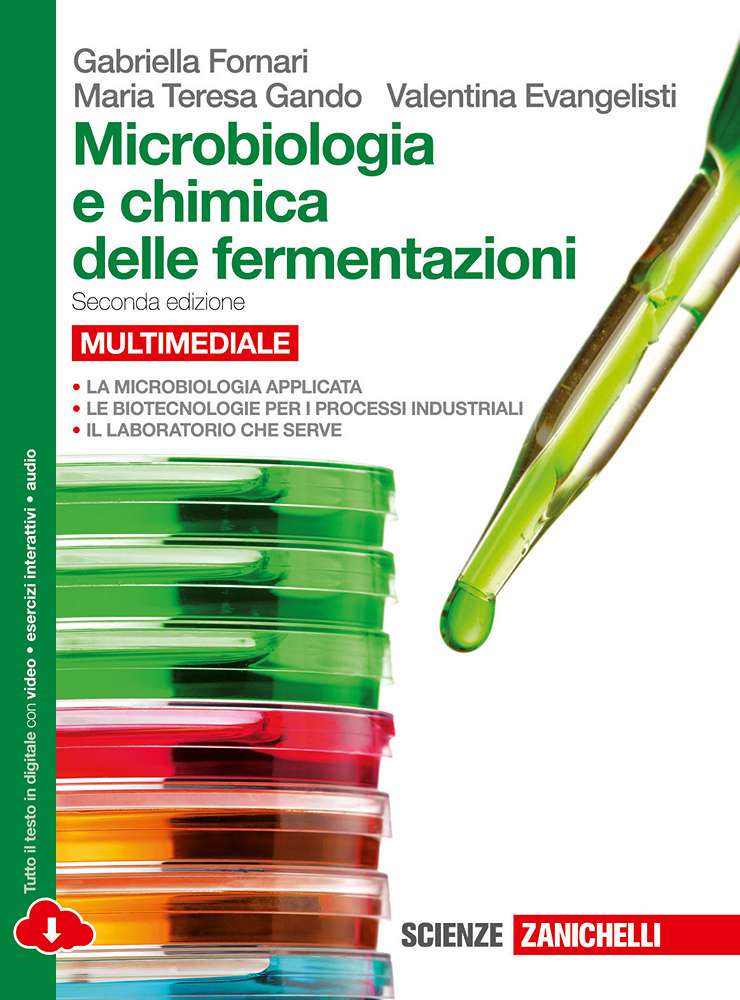 Gabriella Fornari
Maria Teresa Gando Valentina Evangelisti
Microbiologia
e chimica
delle fermentazioni
Seconda edizione
MULTIMEDIALE
• LA MICROBIOLOGIA APPLICATA
• LE BIOTECNOLOGIE PER I PROCESSI INDUSTRIALI
• IL LABORATORIO CHE SERVE
Tutto il testo in digitale con video • esercizi interattivi • audio
SCIENZE ZANICHELLI